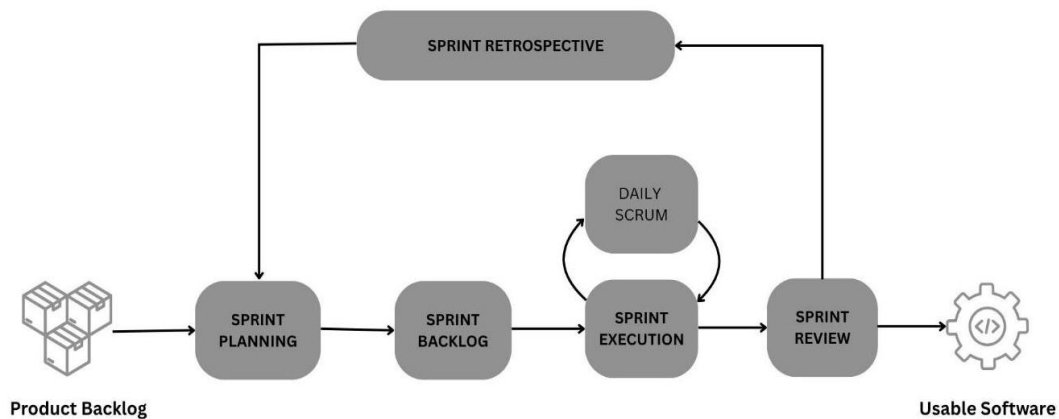 SPRINT RETROSPECTIVE
DAILY
SCRUM
SPRINT
PLANNING
SPRINT
BACKLOG
SPRINT
EXECUTION
SPRINT
REVIEW
</>
Product Backlog
Usable Software